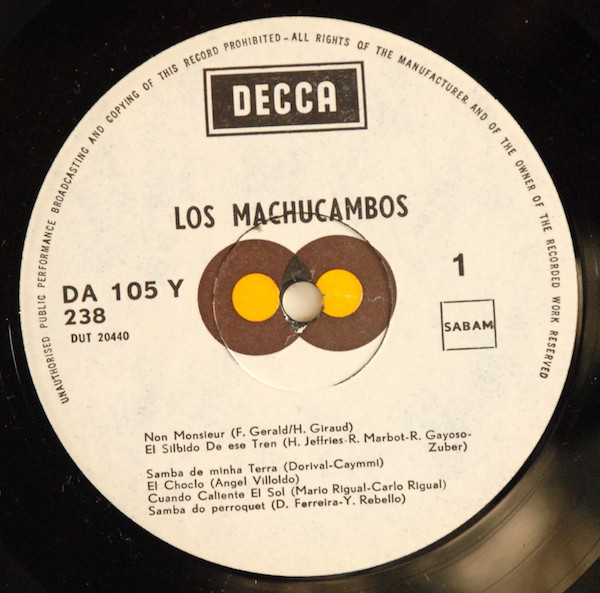 UNAUTHORISED PUBLIC PERFORMANCE BROADCASTING AND COPYING OF THIS RECORD PROHIBITED-ALL RIGHTS OF THE MANUFACTURER AND OF THE OWNER OF THE RECORDED WORK RESERVED
DECCA
LOS MACHUCAMBOS
DA 105 Y
238
DUT 20440
1
SABAM
Non Monsieur (F. Gerald/H. Giraud)
El Silbido De ese Tren (H. Jeffries-R. Marbot-R. Gayoso-
Zuber)
Samba de minha Terra (Dorival-Caymmi)
El Choclo (Angel Villoldo)
Cuando Caliente El Sol (Mario Rigual-Carlo Rigual)
Samba do perroquet (D. Ferreira-Y. Rebello)